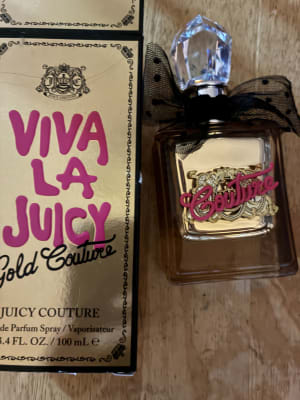 VIVA
LA
JUICY
Gold Couture
JUICY COUTURE
de Parfum Spray / Vaporisateur
3.4 FL. OZ. / 100 mL e
Couture